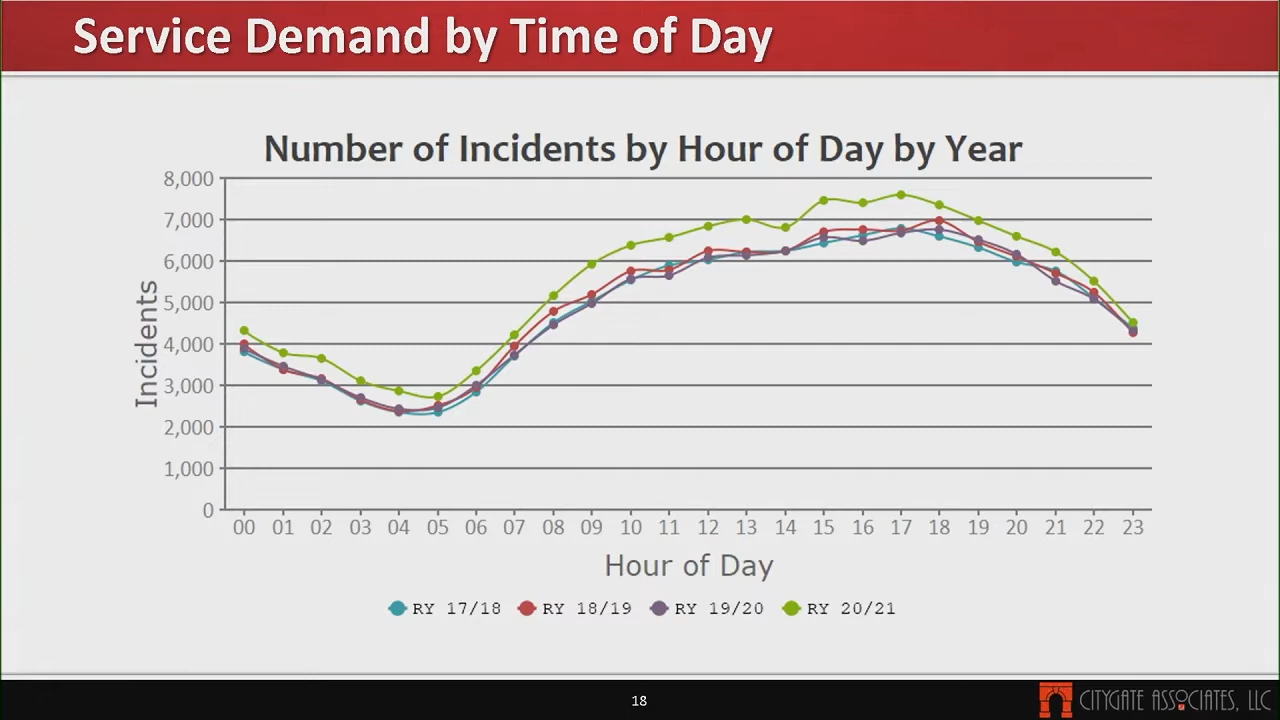 Service Demand by Time of Day
Number of Incidents by Hour of Day by Year
8,000
7,000
6,000
5,000
4,000
3,000
2,000
1,000
0
Incidents
00 01 02 03 04 05 06 07 08 09 10 11 12 13 14 15 16 17 18 19 20 21 22 23
Hour of Day
RY 17/18 RY 18/19 RY 19/20 RY 20/21
18
CITYGATE ASSOCIATES, LLC